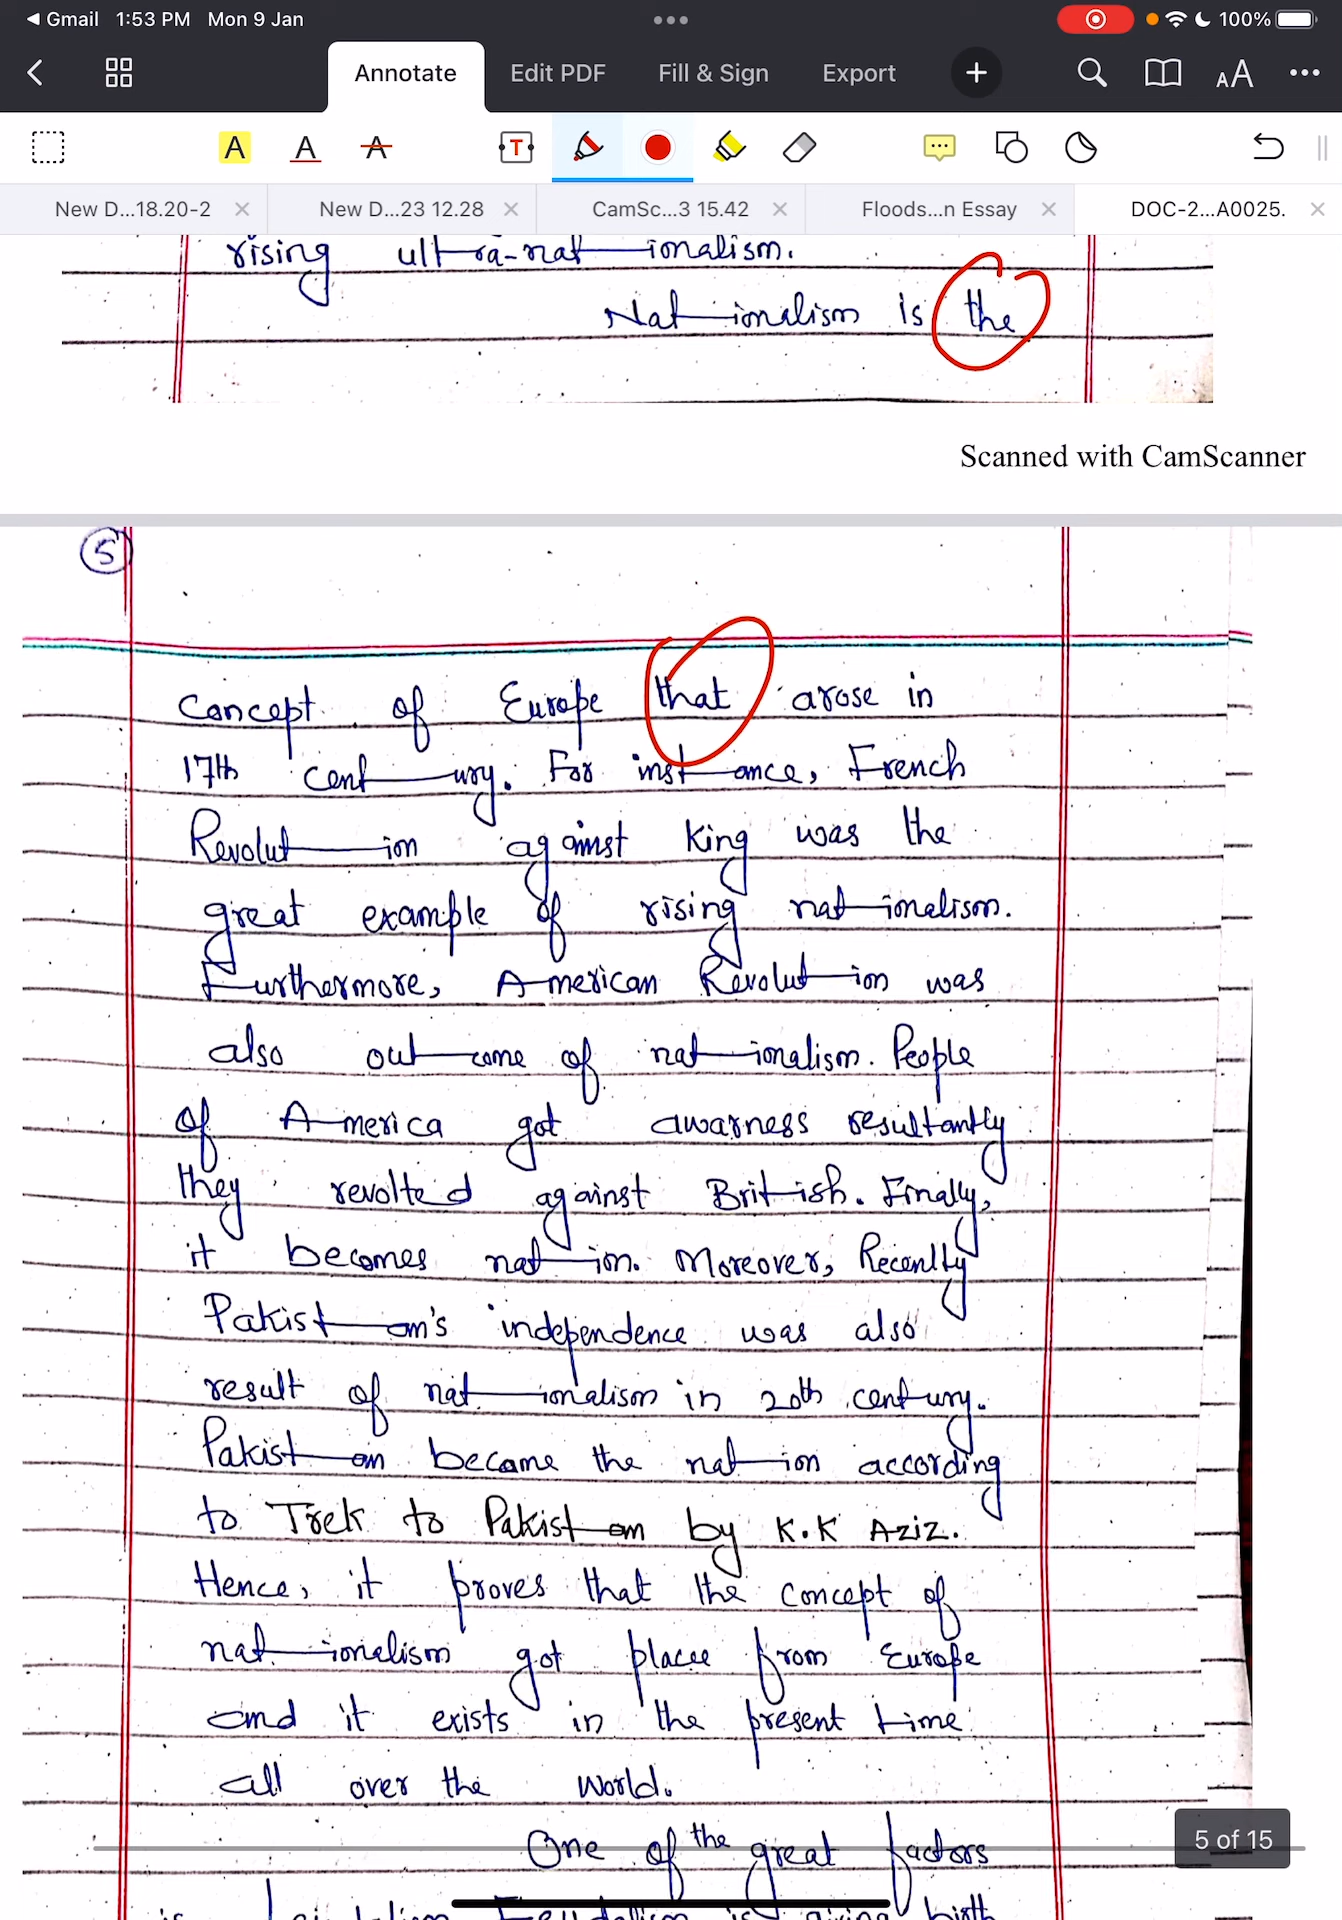 Gmail 1:53 PM Mon 9 Jan 100%
Annotate Edit PDF Fill & Sign Export
New D...18.20-2 New D...23 12.28 CamSc...3 15.42 Floods...n Essay DOC-2...A0025.
rising ultra-nationalism.
Nationalism is the
Scanned with CamScanner
5
concept of Europe that arose in
17th century. For instance, French
Revolution against king was the
great example of rising nationalism.
Furthermore, American Revolution was
also outcome of nationalism. People
of America got awarness resultantly
they revolted against British. Finally,
it becomes nation. Moreover, Recently
Pakistan's independence was also
result of nationalism in 20th century.
Pakistan became the nation according
to Trek to Pakistan by K.K AZIZ.
Hence, it proves that the concept of
nationalism got place from Europe
and it exists in the present time
all over the world.
One of the great factors
5 of 15
is Feudalism is giving birth